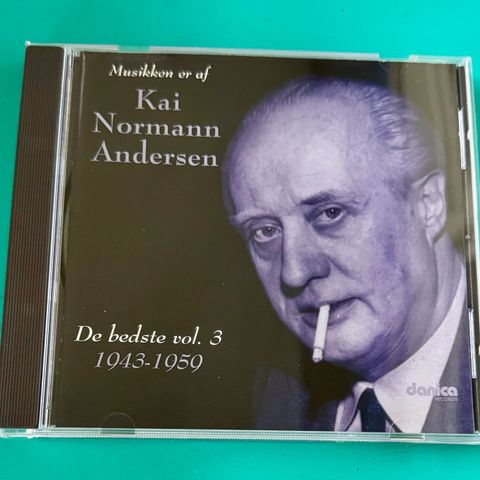 Musikken er af
Kai
Normann
Andersen
De bedste vol. 3
1943-1959
danica
RECORDS